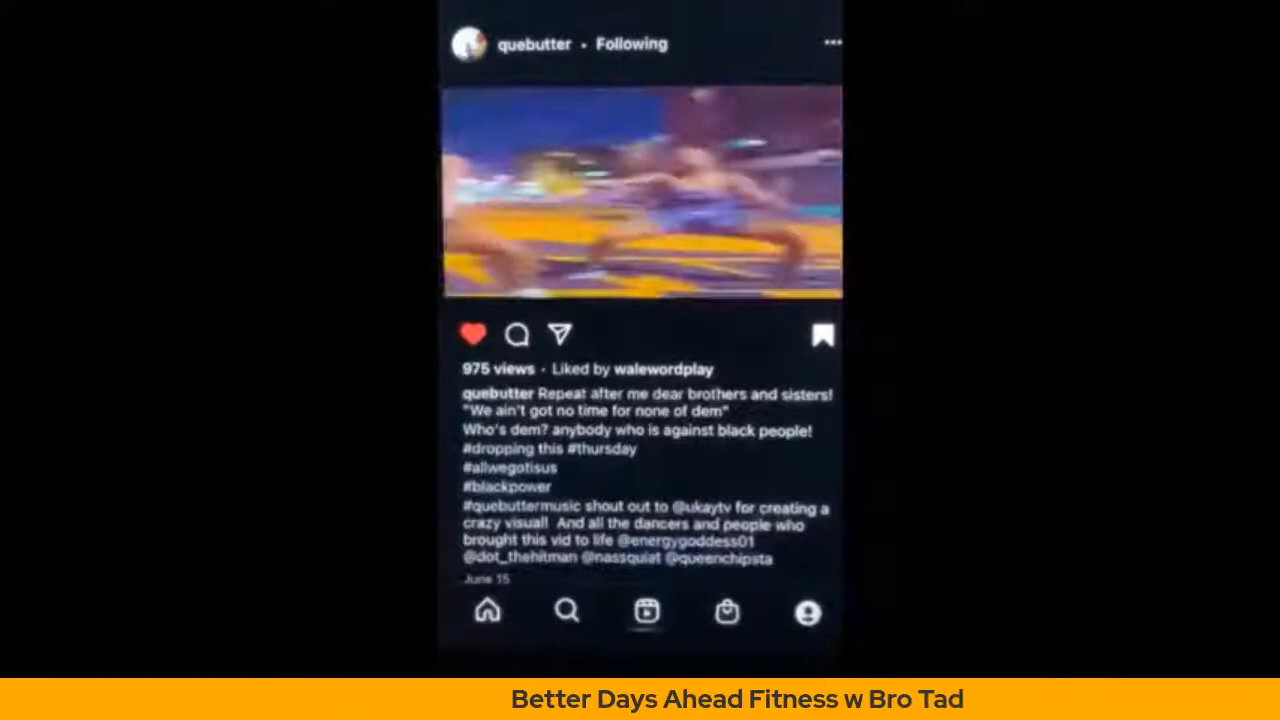 quebutter • Following
975 views • Liked by walewordplay
quebutter Repeat after me dear brothers and sisters!
"We ain't got no time for none of dem"
Who's dem? anybody who is against black people!
#dropping this #thursday
#allwegotisus
#blackpower
#quebuttermusic shout out to @ukaytv for creating a
crazy visual! And all the dancers and people who
brought this vid to life @energygoddess01
@dot_thehitman @nassquiat @queenchipsta
June 15
Better Days Ahead Fitness w Bro Tad